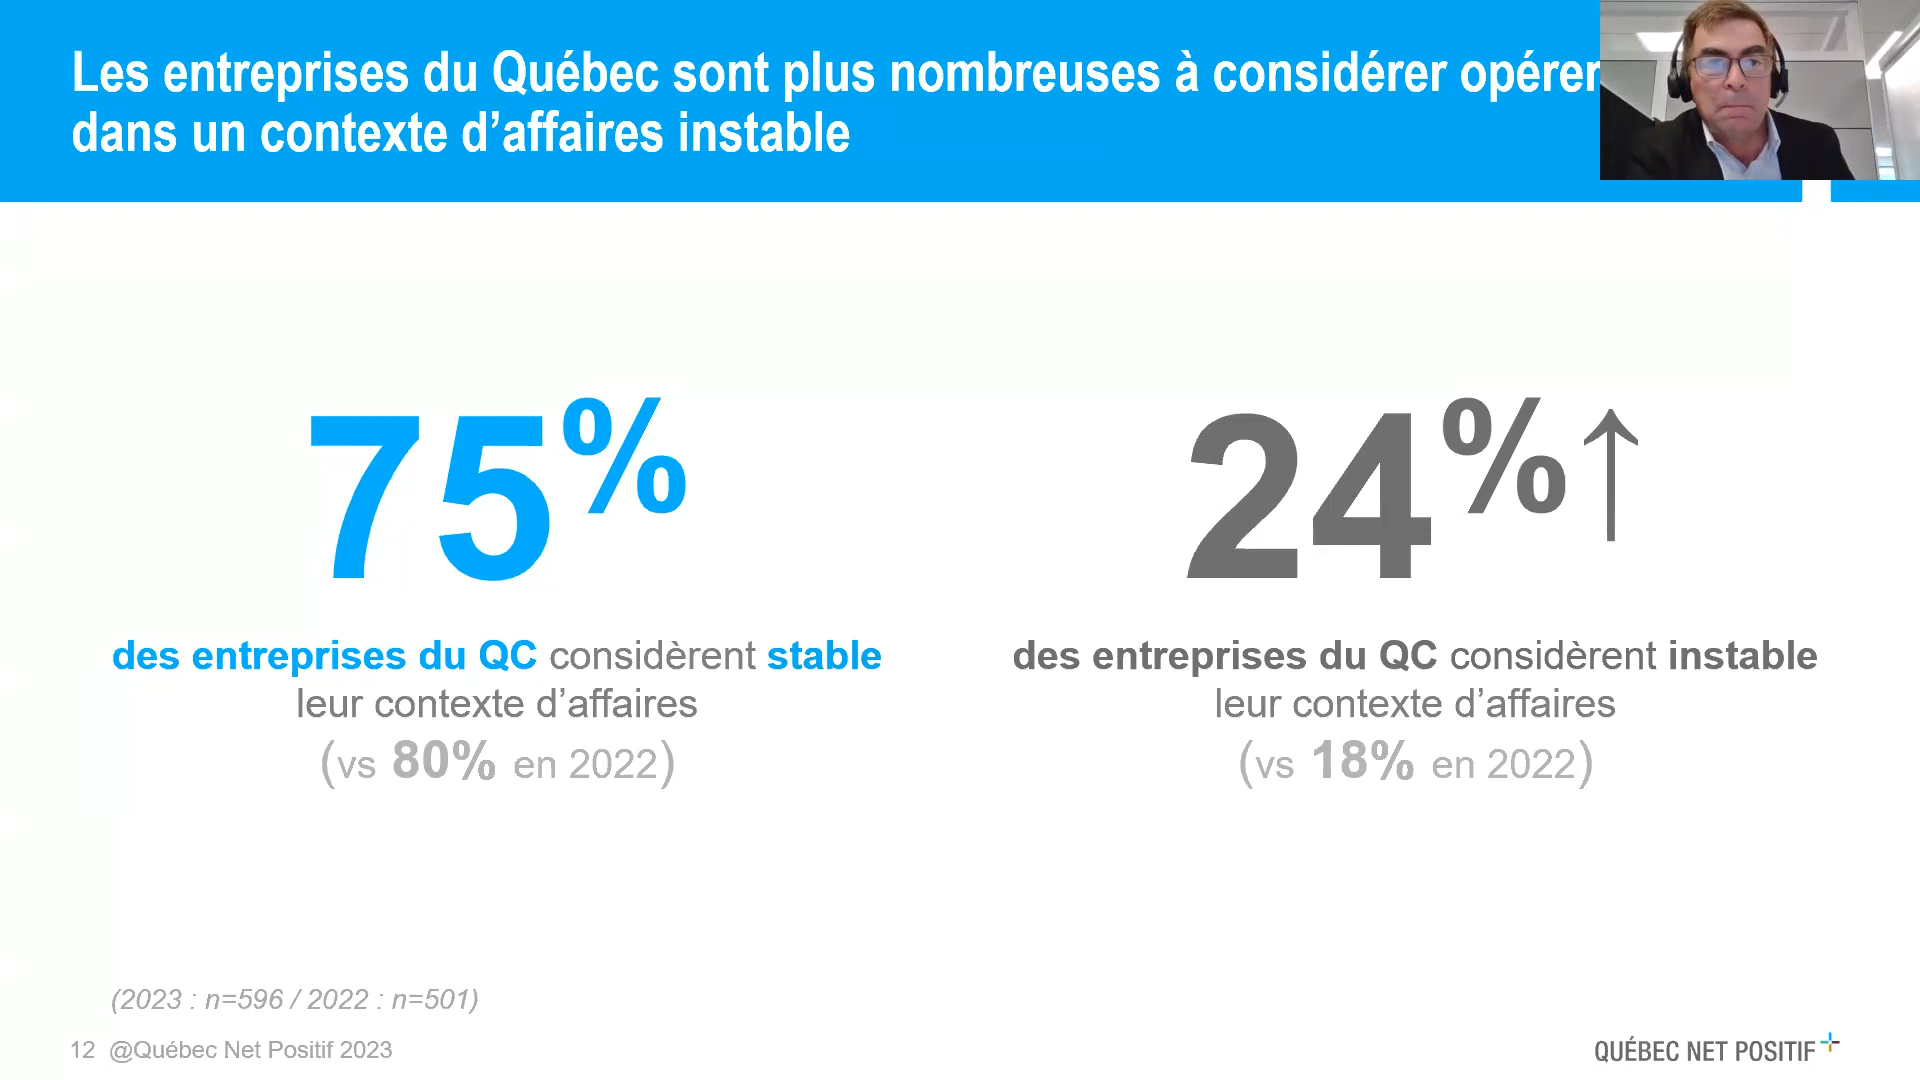 Les entreprises du Québec sont plus nombreuses à considérer opérer
dans un contexte d’affaires instable
75%
des entreprises du QC considèrent stable
leur contexte d’affaires
(vs 80% en 2022)
24%↑
des entreprises du QC considèrent instable
leur contexte d’affaires
(vs 18% en 2022)
(2023 : n=596 / 2022 : n=501)
12 @Québec Net Positif 2023
QUÉBEC NET POSITIF